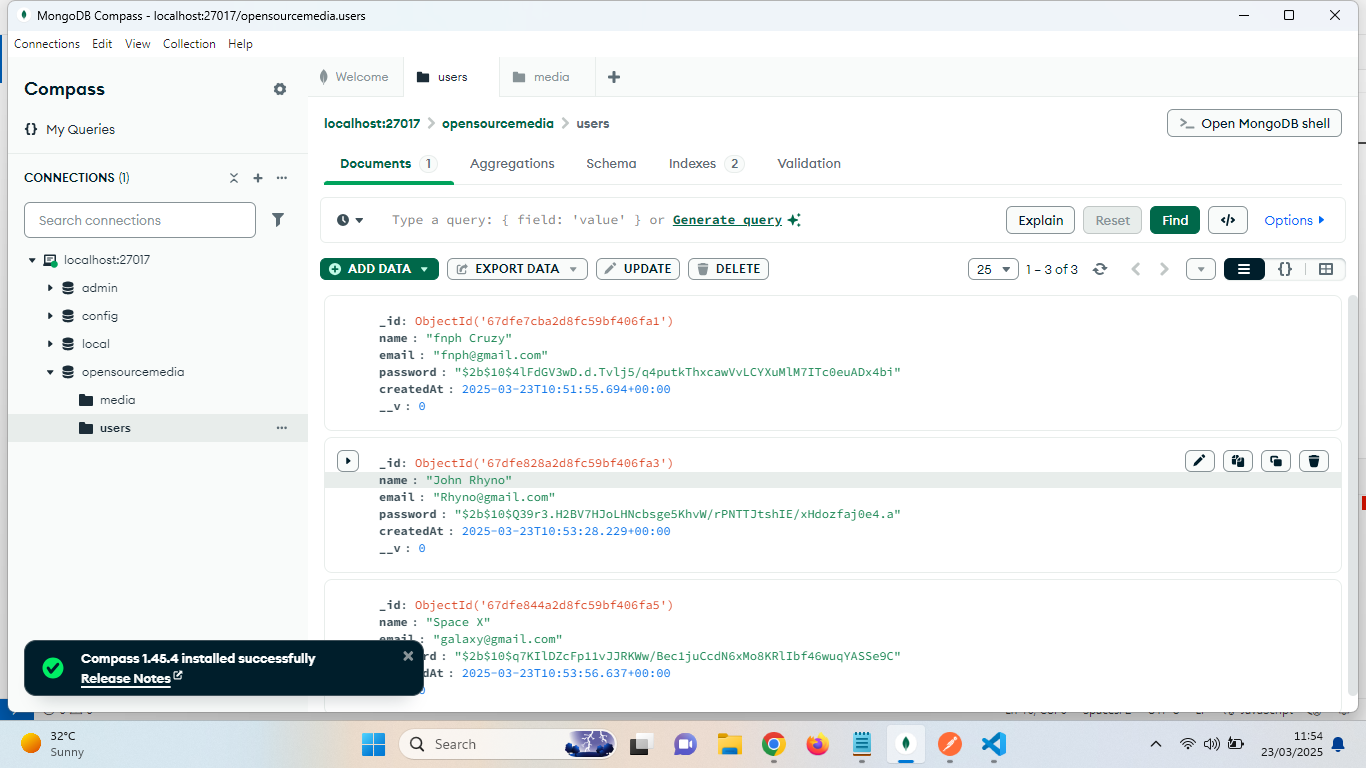 MongoDB Compass - localhost:27017/opensourcemedia.users
Connections Edit View Collection Help
Compass
My Queries
CONNECTIONS (1)
Search connections
localhost:27017
admin
config
local
opensourcemedia
media
users
Welcome users media
localhost:27017 > opensourcemedia > users
Open MongoDB shell
Documents 1 Aggregations Schema Indexes 2 Validation
Type a query: { field: 'value' } or Generate query
Explain Reset Find </> Options
ADD DATA EXPORT DATA UPDATE DELETE
25 1 – 3 of 3 {}
_id: ObjectId('67dfe7cba2d8fc59bf406fa1')
name : "fnph Cruzy"
email : "fnph@gmail.com"
password : "$2b$10$4lFdGV3wD.d.Tvlj5/q4putkThxcawVvLCYXuMlM7ITc0euADx4bi"
createdAt : 2025-03-23T10:51:55.694+00:00
__v : 0
_id: ObjectId('67dfe828a2d8fc59bf406fa3')
name : "John Rhyno"
email : "Rhyno@gmail.com"
password : "$2b$10$Q39r3.H2BV7HJoLHNcbsge5KhvW/rPNTTJtshIE/xHdozfaj0e4.a"
createdAt : 2025-03-23T10:53:28.229+00:00
__v : 0
_id: ObjectId('67dfe844a2d8fc59bf406fa5')
name : "Space X"
email : "galaxy@gmail.com"
rd : "$2b$10$q7KIlDZcFp11vJJRKWw/Bec1juCcdN6xMo8KRlIbf46wuqYASSe9C"
dAt : 2025-03-23T10:53:56.637+00:00
Compass 1.45.4 installed successfully
Release Notes
32°C
Sunny
Search
11:54
23/03/2025